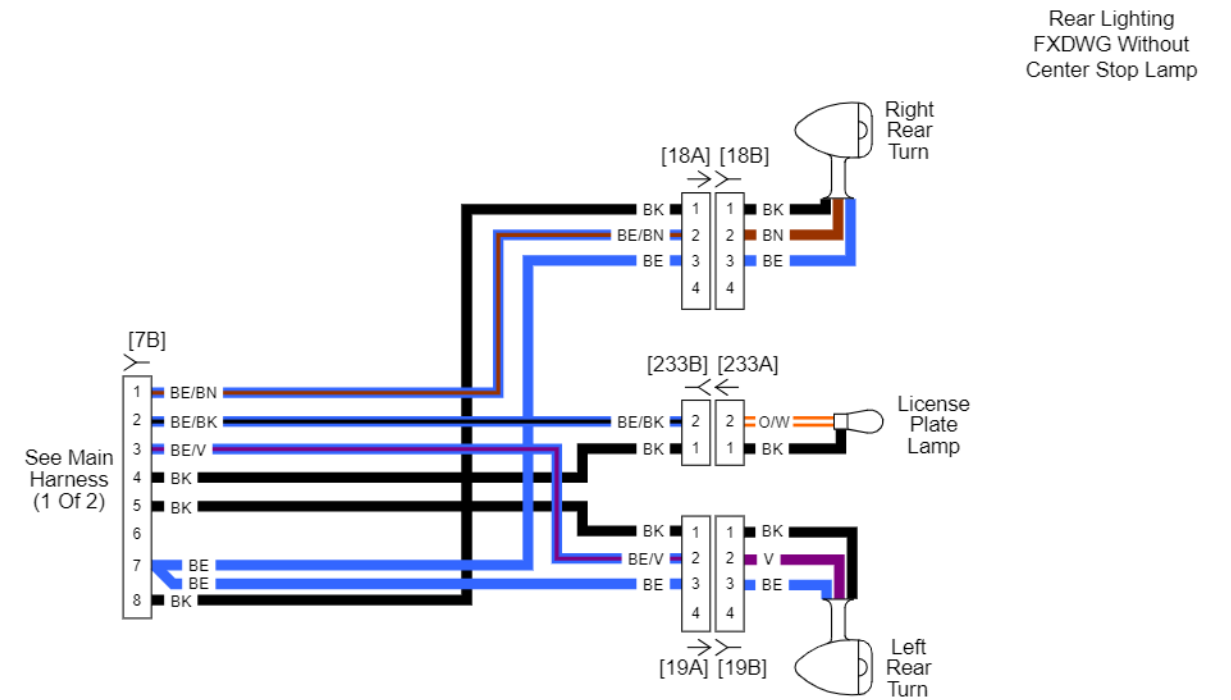 Rear Lighting
FXDWG Without
Center Stop Lamp
Right
Rear
Turn
[18A] [18B]
BK 1 1 BK
BE/BN 2 2 BN
BE 3 3 BE
4 4
[7B]
1 BE/BN
2 BE/BK
3 BE/V
4 BK
5 BK
6
7 BE
BE
8 BK
See Main
Harness
(1 Of 2)
[233B] [233A]
BE/BK 2 2 O/W
BK 1 1 BK
License
Plate
Lamp
BK 1 1 BK
BE/V 2 2 V
BE 3 3 BE
4 4
[19A] [19B]
Left
Rear
Turn